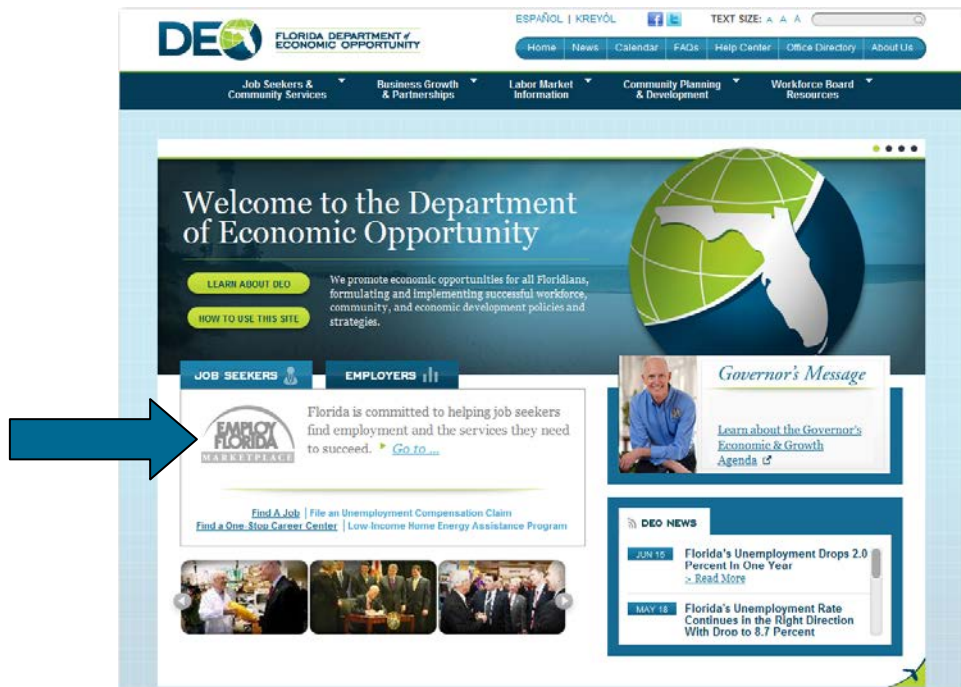 ESPAÑOL | KREYÓL
TEXT SIZE: A A A
DEO
FLORIDA DEPARTMENT of
ECONOMIC OPPORTUNITY
Home News Calendar FAQs Help Center Office Directory About Us
Job Seekers &
Community Services
Business Growth
& Partnerships
Labor Market
Information
Community Planning
& Development
Workforce Board
Resources
Welcome to the Department
of Economic Opportunity
LEARN ABOUT DEO
HOW TO USE THIS SITE
We promote economic opportunities for all Floridians,
formulating and implementing successful workforce,
community, and economic development policies and
strategies.
JOB SEEKERS
EMPLOYERS
EMPLOY
FLORIDA
MARKETPLACE
Florida is committed to helping job seekers
find employment and the services they need
to succeed. Go to ...
Find A Job | File an Unemployment Compensation Claim
Find a One-Stop Career Center | Low-Income Home Energy Assistance Program
Governor's Message
Learn about the Governor's
Economic & Growth
Agenda
DEO NEWS
JUN 15
Florida's Unemployment Drops 2.0
Percent In One Year
> Read More
MAY 18
Florida's Unemployment Rate
Continues in the Right Direction
With Drop to 8.7 Percent